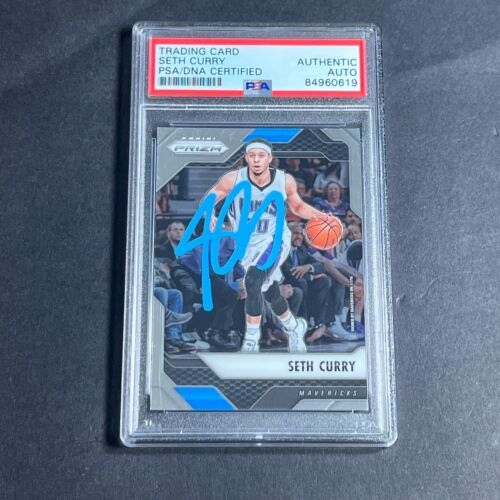 TRADING CARD
SETH CURRY
PSA/DNA CERTIFIED
AUTHENTIC
AUTO
84960619
PSA
PANINI
PRIZM
SETH CURRY
MAVERICKS